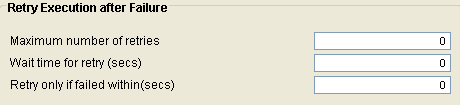 Retry Execution after Failure
Maximum number of retries 0
Wait time for retry (secs) 0
Retry only if failed within(secs) 0